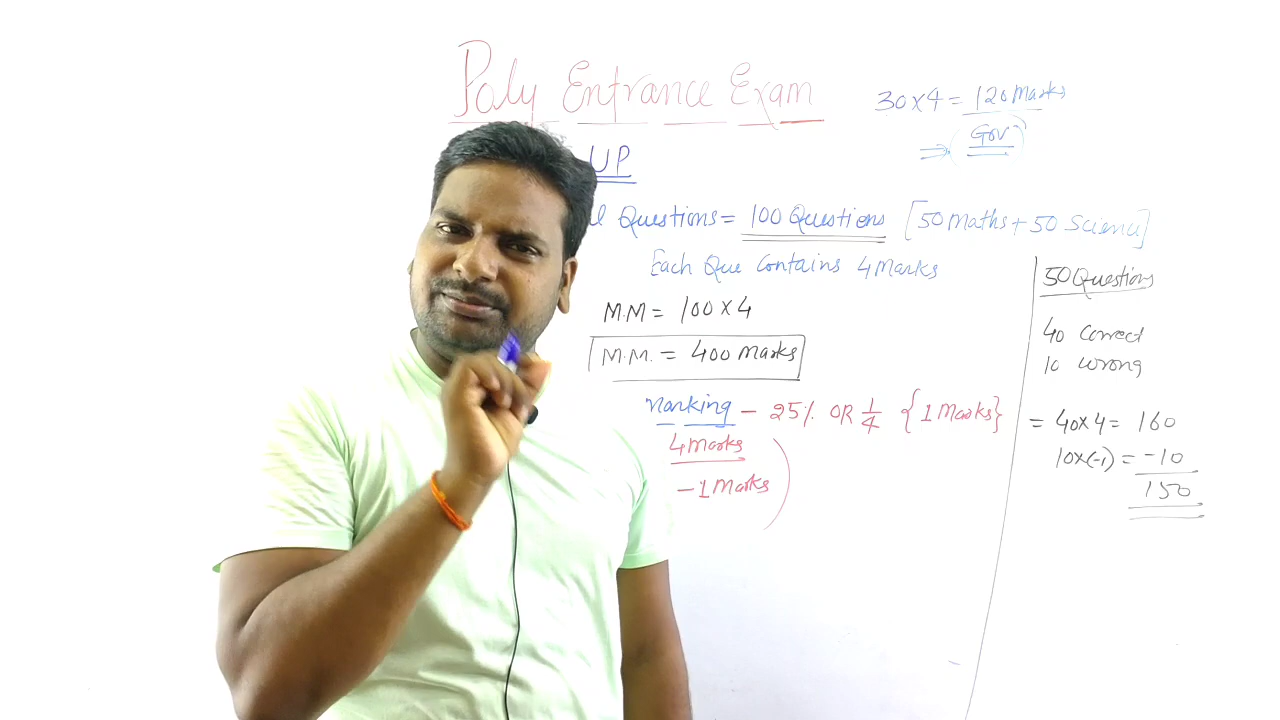 Poly Entrance Exam
UP
30×4 = 120 Marks
⇒ Gov
Questions = 100 Questions [50 Maths + 50 Science]
Each Que Contains 4 Marks
M.M = 100 × 4
M.M. = 400 Marks
Marking - 25% OR 1/4 {1 Marks}
4 Marks
-1 Marks
50 Questions
40 Correct
10 wrong
= 40×4 = 160
10×(-1) = -10
150